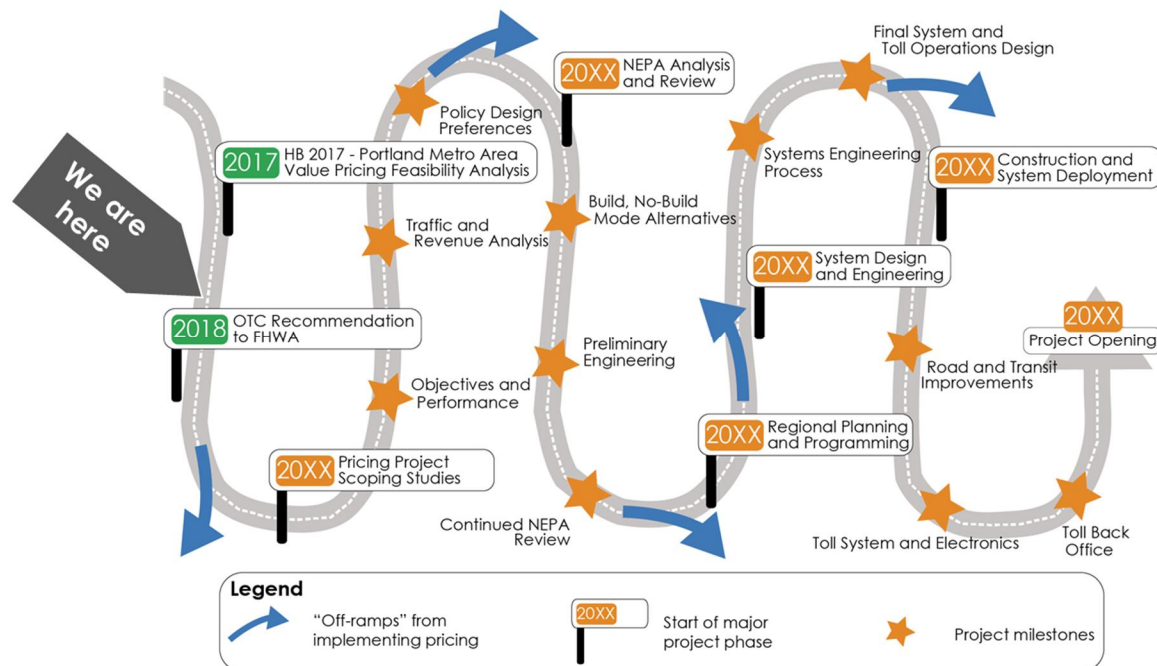 We are
here
2017
HB 2017 - Portland Metro Area
Value Pricing Feasibility Analysis
2018
OTC Recommendation
to FHWA
20XX
Pricing Project
Scoping Studies
Objectives and
Performance
Traffic and
Revenue Analysis
Policy Design
Preferences
20XX
NEPA Analysis
and Review
Build, No-Build
Mode Alternatives
Preliminary
Engineering
Continued NEPA
Review
20XX
Regional Planning
and Programming
20XX
System Design
and Engineering
Systems Engineering
Process
Final System and
Toll Operations Design
20XX
Construction and
System Deployment
Road and Transit
Improvements
Toll System and Electronics
Toll Back
Office
20XX
Project Opening
Legend
"Off-ramps" from
implementing pricing
20XX
Start of major
project phase
Project milestones